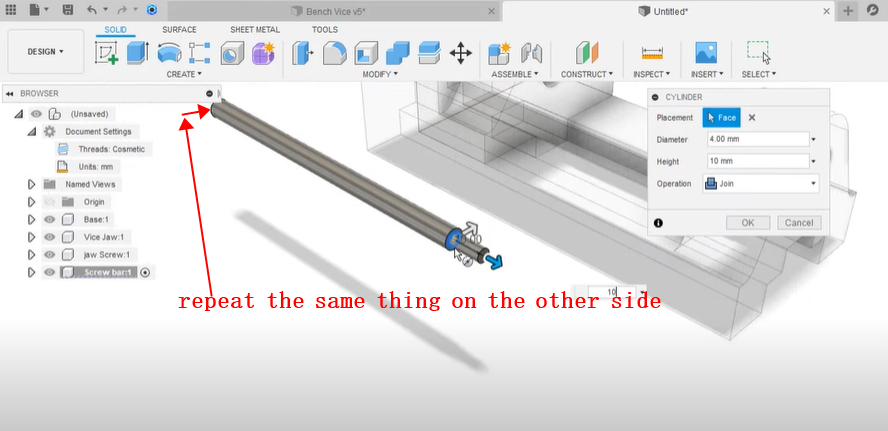 Bench Vice v5*
Untitled*
SOLID
SURFACE
SHEET METAL
TOOLS
DESIGN
CREATE
MODIFY
ASSEMBLE
CONSTRUCT
INSPECT
INSERT
SELECT
BROWSER
(Unsaved)
Document Settings
Threads: Cosmetic
Units: mm
Named Views
Origin
Base:1
Vice Jaw:1
jaw Screw:1
Screw bar:1
CYLINDER
Placement Face
Diameter 4.00 mm
Height 10 mm
Operation Join
OK Cancel
10
repeat the same thing on the other side